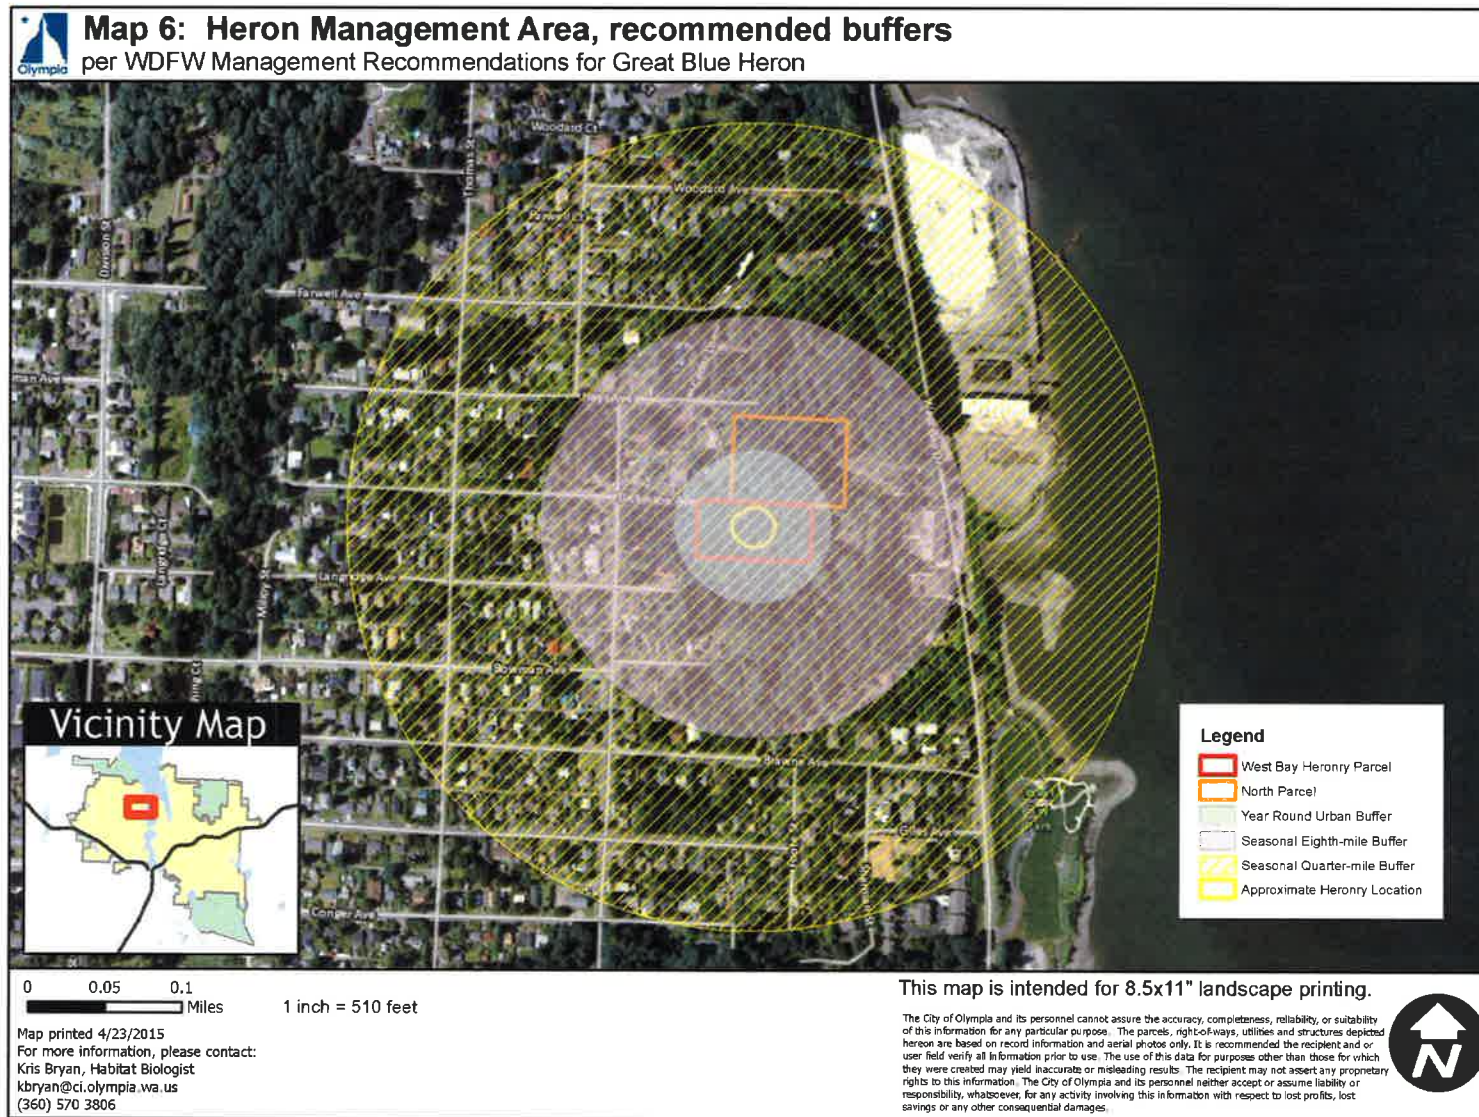 Map 6: Heron Management Area, recommended buffers
per WDFW Management Recommendations for Great Blue Heron
Olympia
Woodard Ct
Thomas St
Woodard Ave
Farwell Ct
Division St
Farwell Ave
Langridge Ct
Milroy St
Langridge Ave
Bowman Ave
Brawne Ave
Conger Ave
Vicinity Map
Legend
West Bay Heronry Parcel
North Parcel
Year Round Urban Buffer
Seasonal Eighth-mile Buffer
Seasonal Quarter-mile Buffer
Approximate Heronry Location
0 0.05 0.1
Miles
1 inch = 510 feet
Map printed 4/23/2015
For more information, please contact:
Kris Bryan, Habitat Biologist
kbryan@ci.olympia.wa.us
(360) 570 3806
This map is intended for 8.5x11" landscape printing.
The City of Olympia and its personnel cannot assure the accuracy, completeness, reliability, or suitability
of this information for any particular purpose. The parcels, right-of-ways, utilities and structures depicted
hereon are based on record information and aerial photos only. It is recommended the recipient and or
user field verify all information prior to use. The use of this data for purposes other than those for which
they were created may yield inaccurate or misleading results. The recipient may not assert any proprietary
rights to this information. The City of Olympia and its personnel neither accept or assume liability or
responsibility, whatsoever, for any activity involving this information with respect to lost profits, lost
savings or any other consequential damages.
N